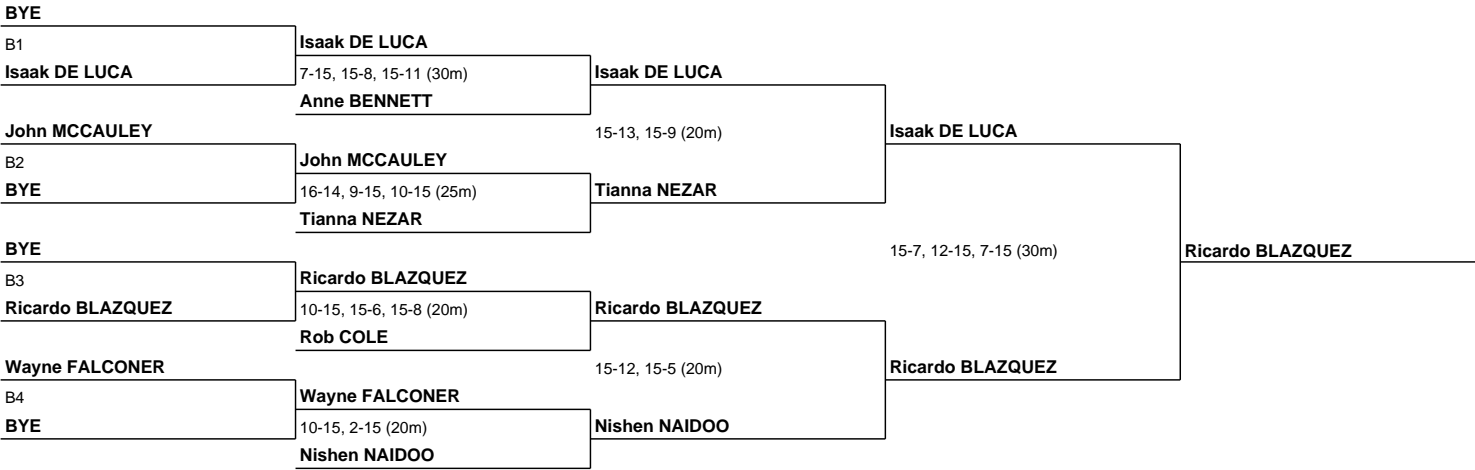 BYE
B1
Isaak DE LUCA
Isaak DE LUCA
7-15, 15-8, 15-11 (30m)
Isaak DE LUCA
Anne BENNETT
John MCCAULEY
15-13, 15-9 (20m)
Isaak DE LUCA
B2
John MCCAULEY
BYE
16-14, 9-15, 10-15 (25m)
Tianna NEZAR
Tianna NEZAR
BYE
15-7, 12-15, 7-15 (30m)
Ricardo BLAZQUEZ
B3
Ricardo BLAZQUEZ
Ricardo BLAZQUEZ
10-15, 15-6, 15-8 (20m)
Ricardo BLAZQUEZ
Rob COLE
Wayne FALCONER
15-12, 15-5 (20m)
Ricardo BLAZQUEZ
B4
Wayne FALCONER
BYE
10-15, 2-15 (20m)
Nishen NAIDOO
Nishen NAIDOO